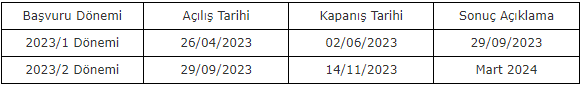 Başvuru Dönemi Açılış Tarihi Kapanış Tarihi Sonuç Açıklama
2023/1 Dönemi 26/04/2023 02/06/2023 29/09/2023
2023/2 Dönemi 29/09/2023 14/11/2023 Mart 2024